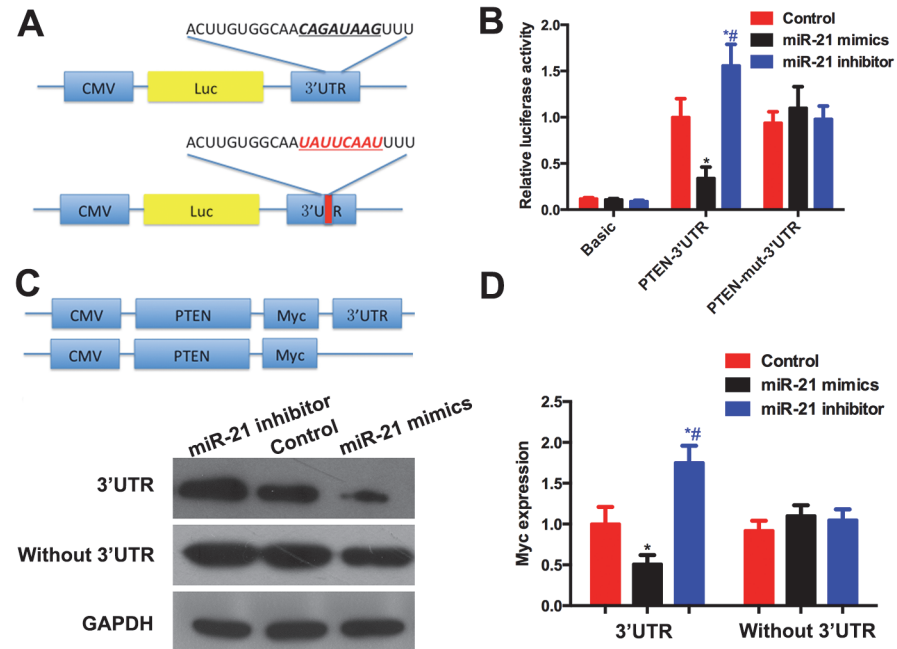 A
ACUUGUGGCAACAGAUAAGUUU
CMV Luc 3'UTR
ACUUGUGGCAAUAUUCAAUUUU
CMV Luc 3'UTR
B
Control
miR-21 mimics
miR-21 inhibitor
Relative luciferase activity
2.0
1.5
1.0
0.5
0.0
*
*#
Basic
PTEN-3'UTR
PTEN-mut-3'UTR
C
CMV PTEN Myc 3'UTR
CMV PTEN Myc
miR-21 inhibitor
Control
miR-21 mimics
3'UTR
Without 3'UTR
GAPDH
D
Control
miR-21 mimics
miR-21 inhibitor
Myc expression
2.5
2.0
1.5
1.0
0.5
0.0
*
*#
3'UTR
Without 3'UTR